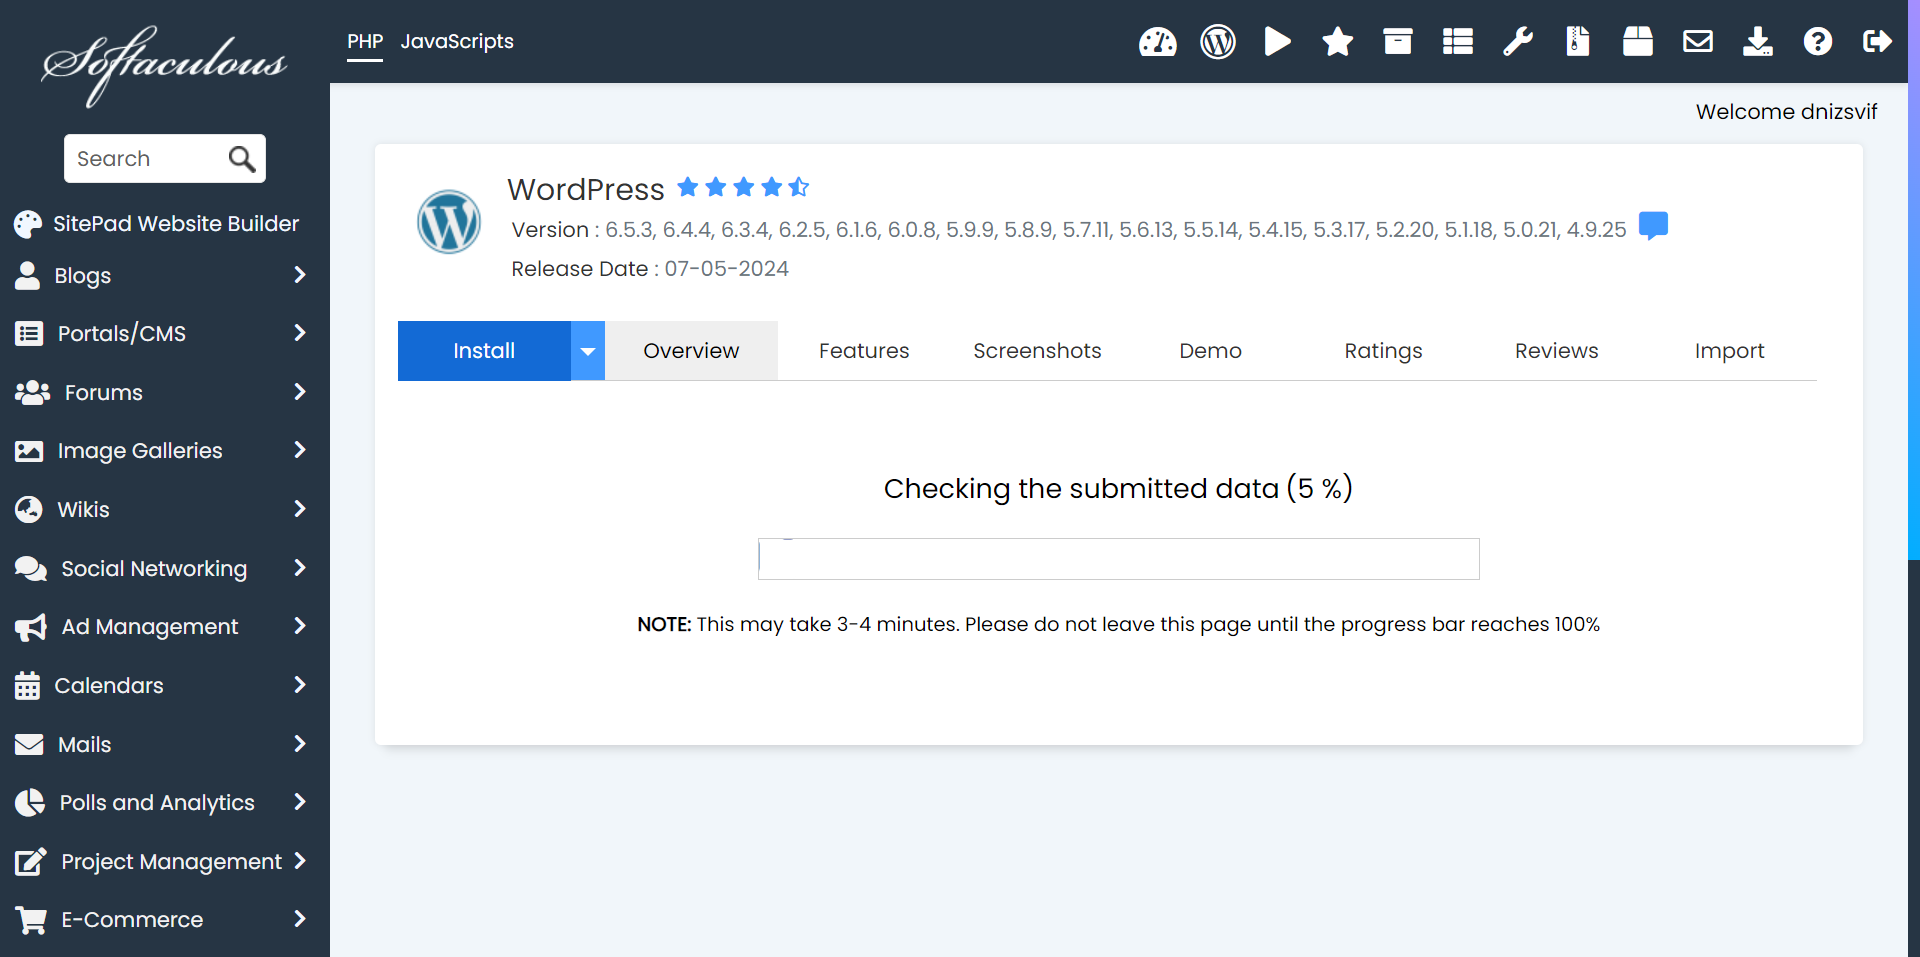 Softaculous
PHP JavaScripts
Welcome dnizsvif
Search
SitePad Website Builder
Blogs
Portals/CMS
Forums
Image Galleries
Wikis
Social Networking
Ad Management
Calendars
Mails
Polls and Analytics
Project Management
E-Commerce
WordPress
Version : 6.5.3, 6.4.4, 6.3.4, 6.2.5, 6.1.6, 6.0.8, 5.9.9, 5.8.9, 5.7.11, 5.6.13, 5.5.14, 5.4.15, 5.3.17, 5.2.20, 5.1.18, 5.0.21, 4.9.25
Release Date : 07-05-2024
Install Overview Features Screenshots Demo Ratings Reviews Import
Checking the submitted data (5 %)
NOTE: This may take 3-4 minutes. Please do not leave this page until the progress bar reaches 100%